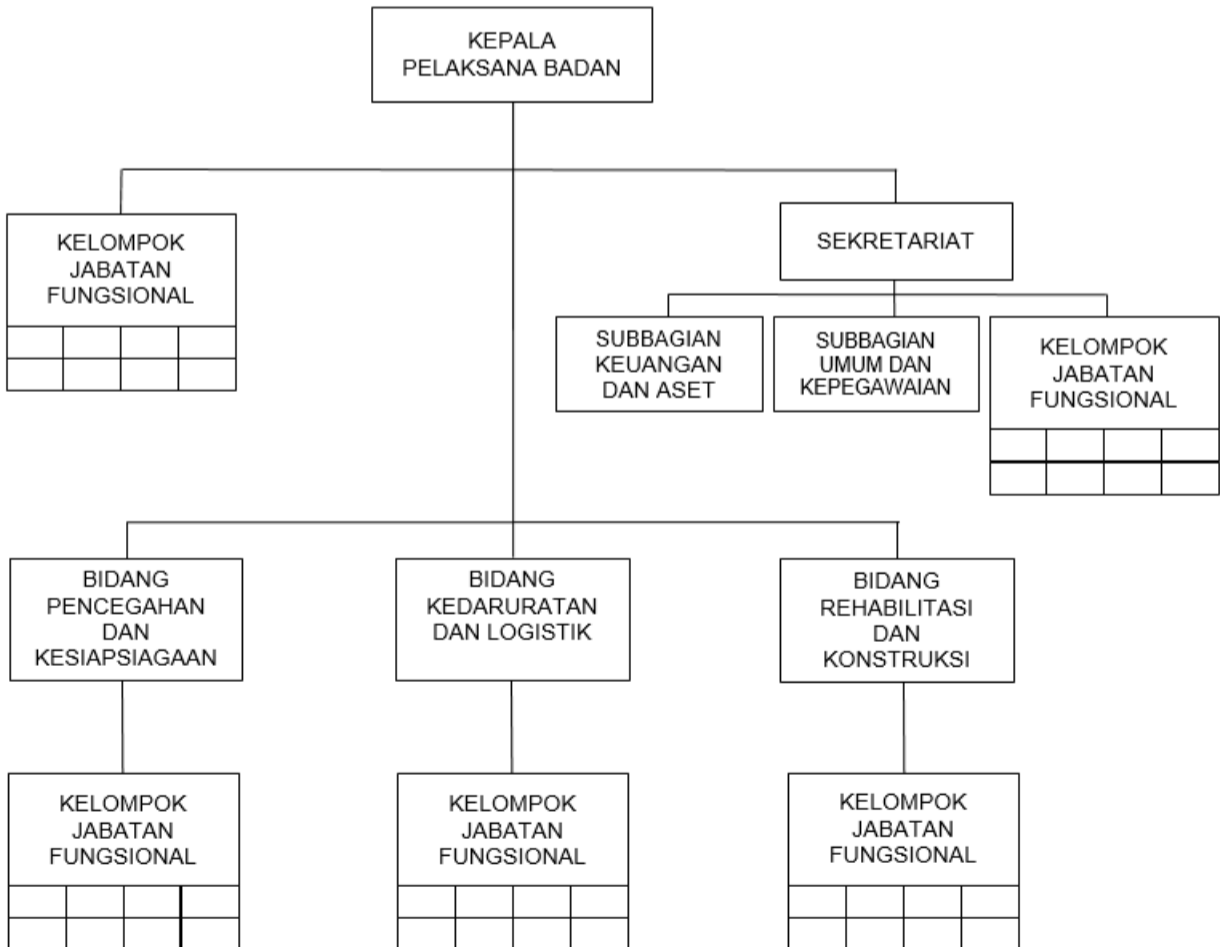 KEPALA
PELAKSANA BADAN
KELOMPOK
JABATAN
FUNGSIONAL
SEKRETARIAT
SUBBAGIAN
KEUANGAN
DAN ASET
SUBBAGIAN
UMUM DAN
KEPEGAWAIAN
KELOMPOK
JABATAN
FUNGSIONAL
BIDANG
PENCEGAHAN
DAN
KESIAPSIAGAAN
BIDANG
KEDARURATAN
DAN LOGISTIK
BIDANG
REHABILITASI
DAN
KONSTRUKSI
KELOMPOK
JABATAN
FUNGSIONAL
KELOMPOK
JABATAN
FUNGSIONAL
KELOMPOK
JABATAN
FUNGSIONAL